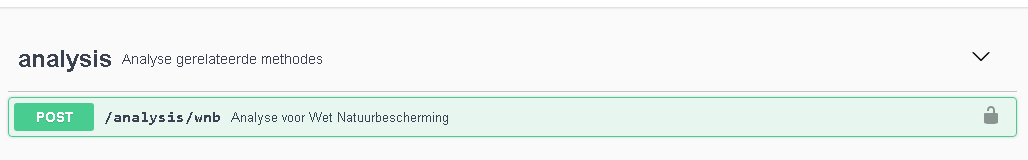 analysis Analyse gerelateerde methodes
POST /analysis/wnb Analyse voor Wet Natuurbescherming